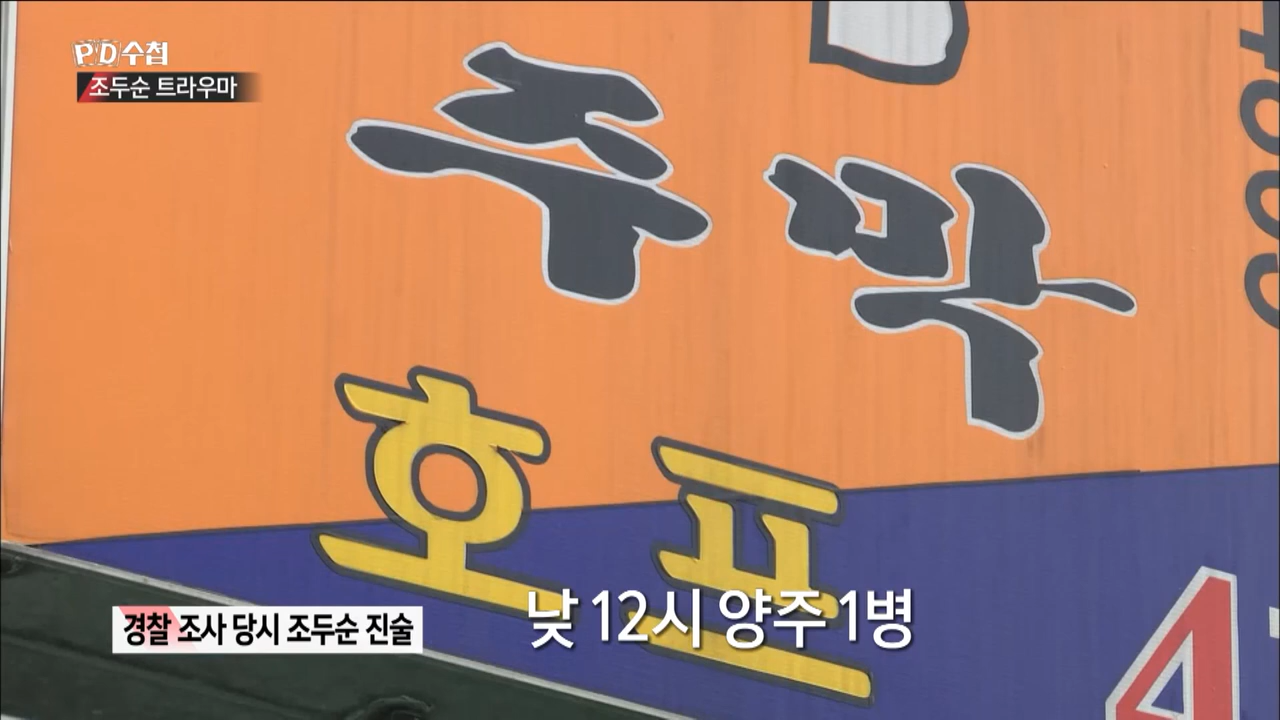 PD수첩
조두순 트라우마
주막
호프
경찰 조사 당시 조두순 진술
낮 12시 양주 1병